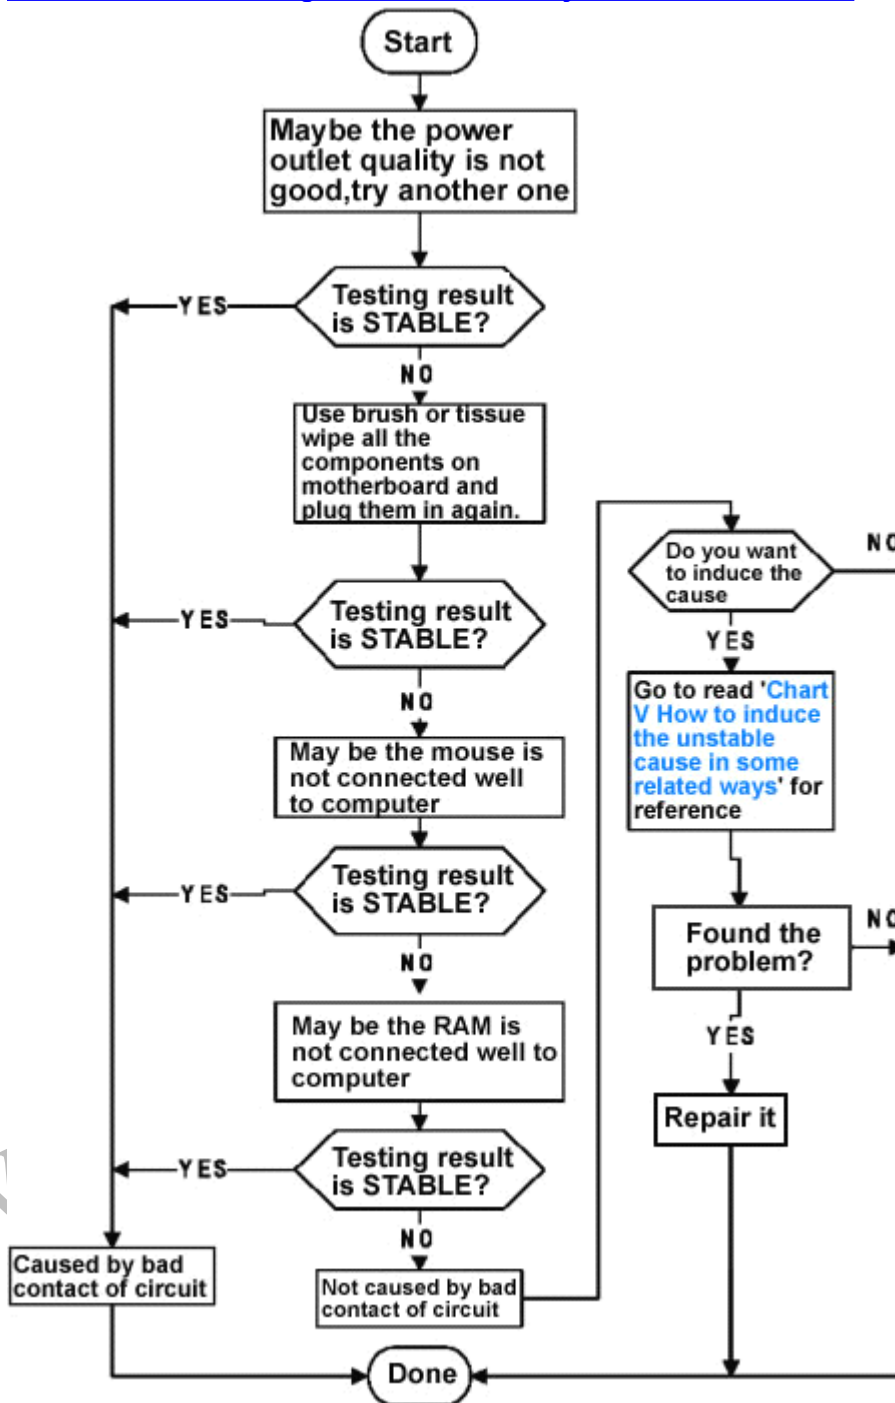 Start
Maybe the power
outlet quality is not
good,try another one
Testing result
is STABLE?
YES
NO
Use brush or tissue
wipe all the
components on
motherboard and
plug them in again.
Testing result
is STABLE?
YES
NO
May be the mouse is
not connected well
to computer
Testing result
is STABLE?
YES
NO
May be the RAM is
not connected well to
computer
Testing result
is STABLE?
YES
NO
Caused by bad
contact of circuit
Not caused by bad
contact of circuit
Do you want
to induce the
cause
NO
YES
Go to read 'Chart
V How to induce
the unstable
cause in some
related ways' for
reference
Found the
problem?
NO
YES
Repair it
Done